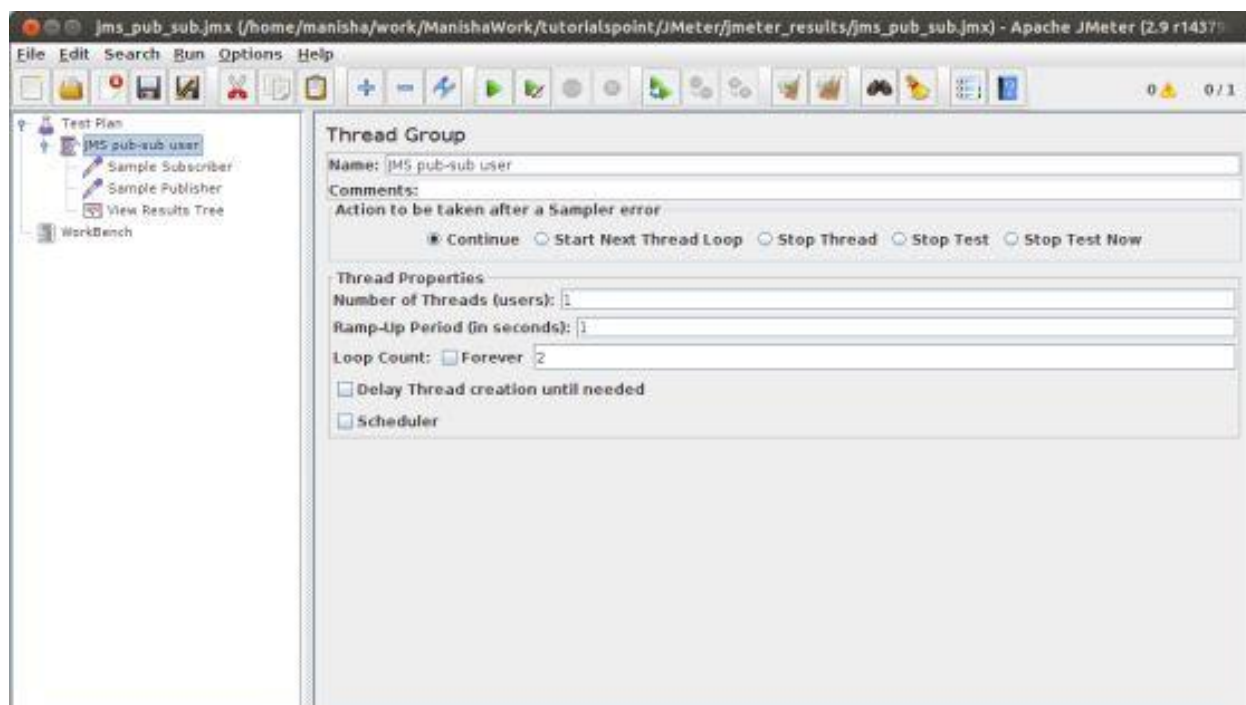 jms_pub_sub.jmx (/home/manisha/work/ManishaWork/tutorialspoint/JMeter/jmeter_results/jms_pub_sub.jmx) - Apache JMeter (2.9 r1437
File Edit Search Run Options Help
0 0 / 1
Test Plan
JMS pub-sub user
Sample Subscriber
Sample Publisher
View Results Tree
WorkBench
Thread Group
Name: JMS pub-sub user
Comments:
Action to be taken after a Sampler error
Continue Start Next Thread Loop Stop Thread Stop Test Stop Test Now
Thread Properties
Number of Threads (users): 1
Ramp-Up Period (in seconds): 1
Loop Count: Forever 2
Delay Thread creation until needed
Scheduler